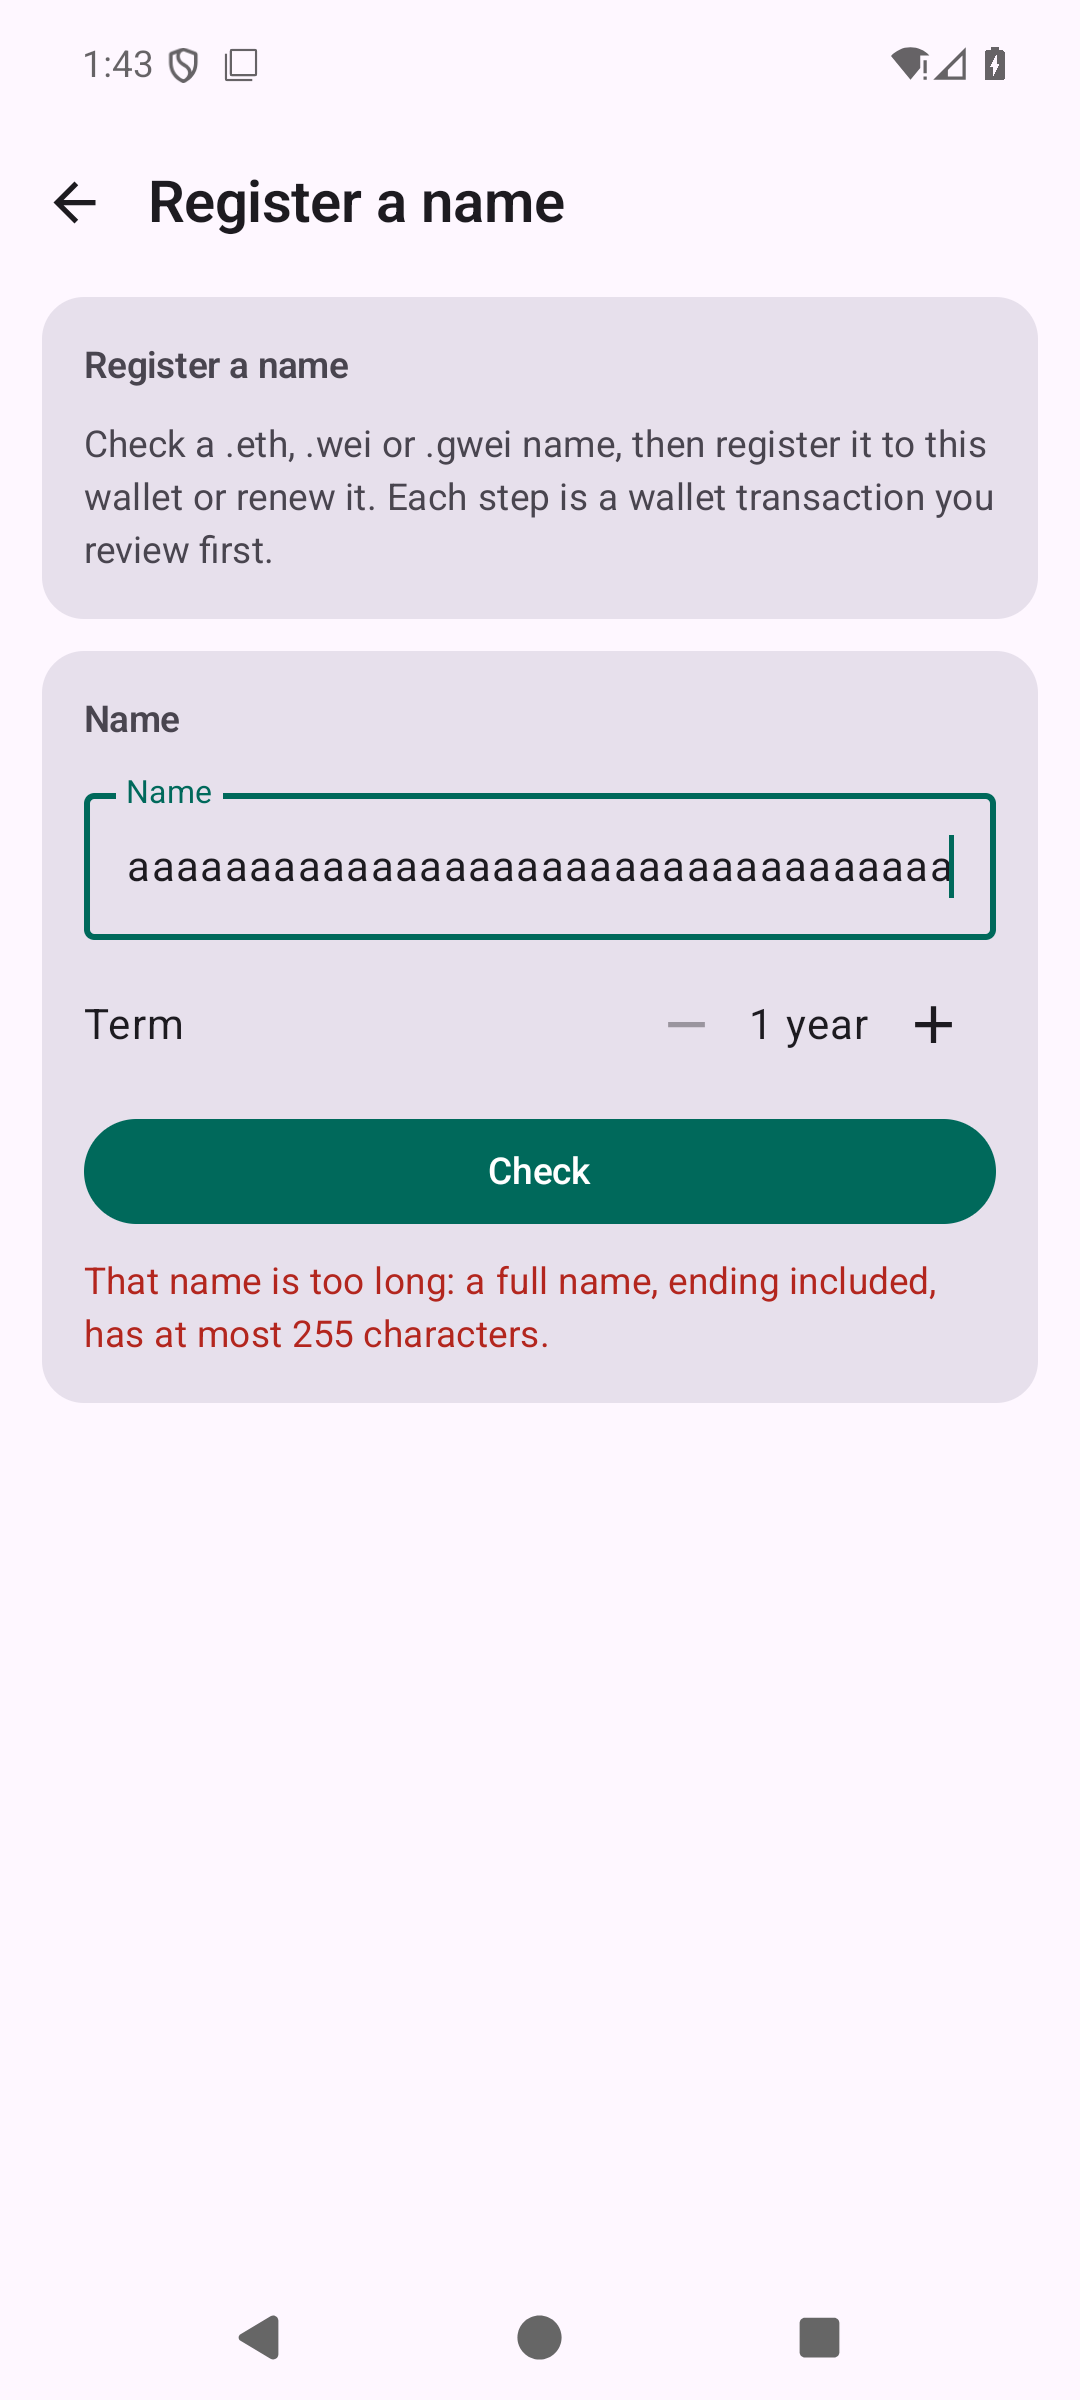 1:43
Register a name
Register a name
Check a .eth, .wei or .gwei name, then register it to this
wallet or renew it. Each step is a wallet transaction you
review first.
Name
Name
aaaaaaaaaaaaaaaaaaaaaaaaaaaaaaaaaa
Term
1 year
Check
That name is too long: a full name, ending included,
has at most 255 characters.